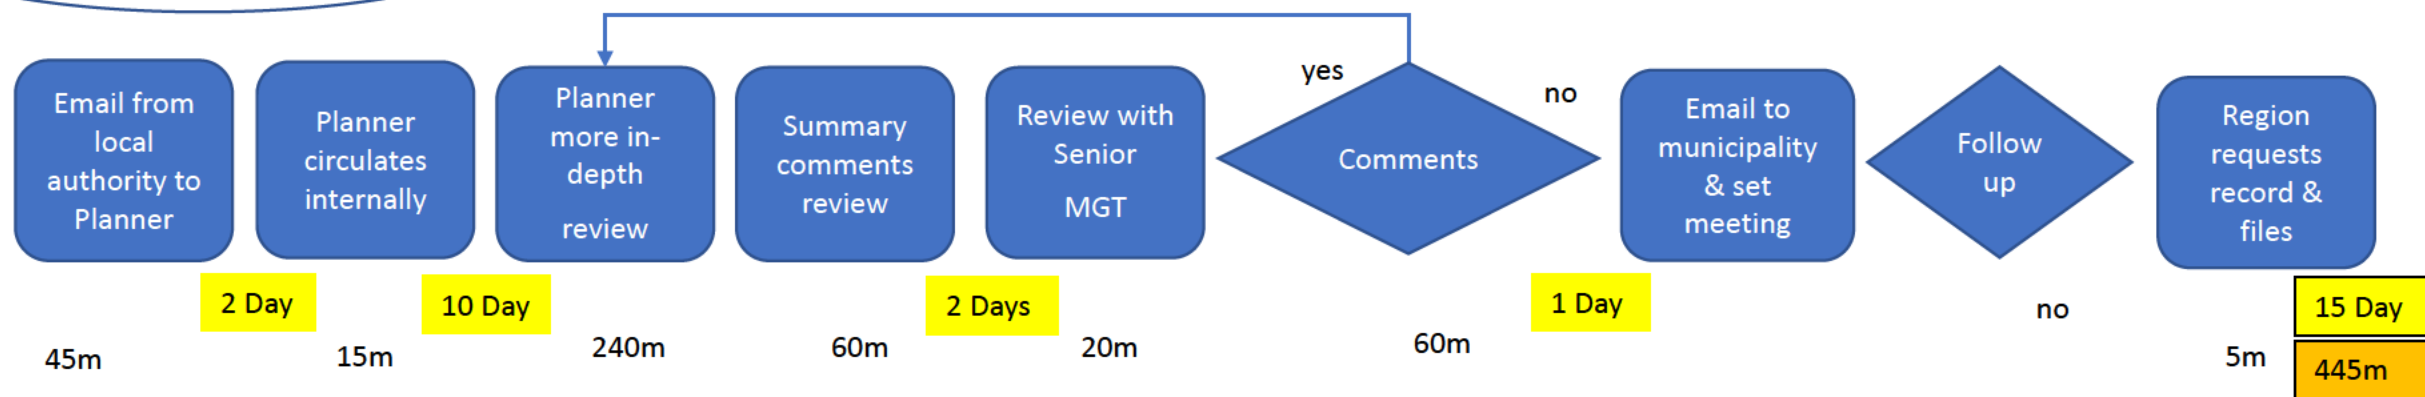 Email from
local
authority to
Planner
Planner
circulates
internally
Planner
more in-
depth
review
Summary
comments
review
Review with
Senior
MGT
yes
Comments
no
Email to
municipality
& set
meeting
Follow
up
Region
requests
record &
files
2 Day
10 Day
2 Days
1 Day
no
15 Day
45m
15m
240m
60m
20m
60m
5m
445m